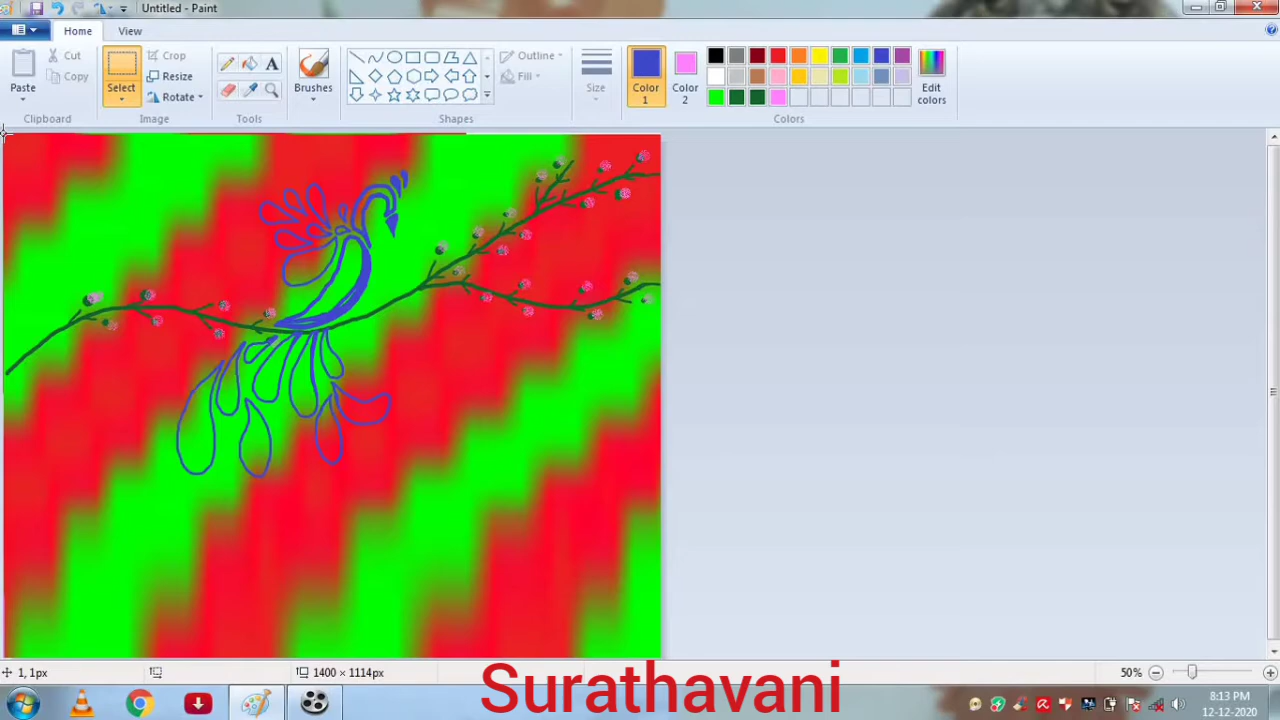 Untitled - Paint
Home View
Paste Cut Copy Select Crop Resize Rotate Brushes Outline Fill Size Color 1 Color 2 Edit colors
Clipboard Image Tools Shapes Colors
1, 1px 1400 × 1114px 50%
Surathavani
8:13 PM
12-12-2020